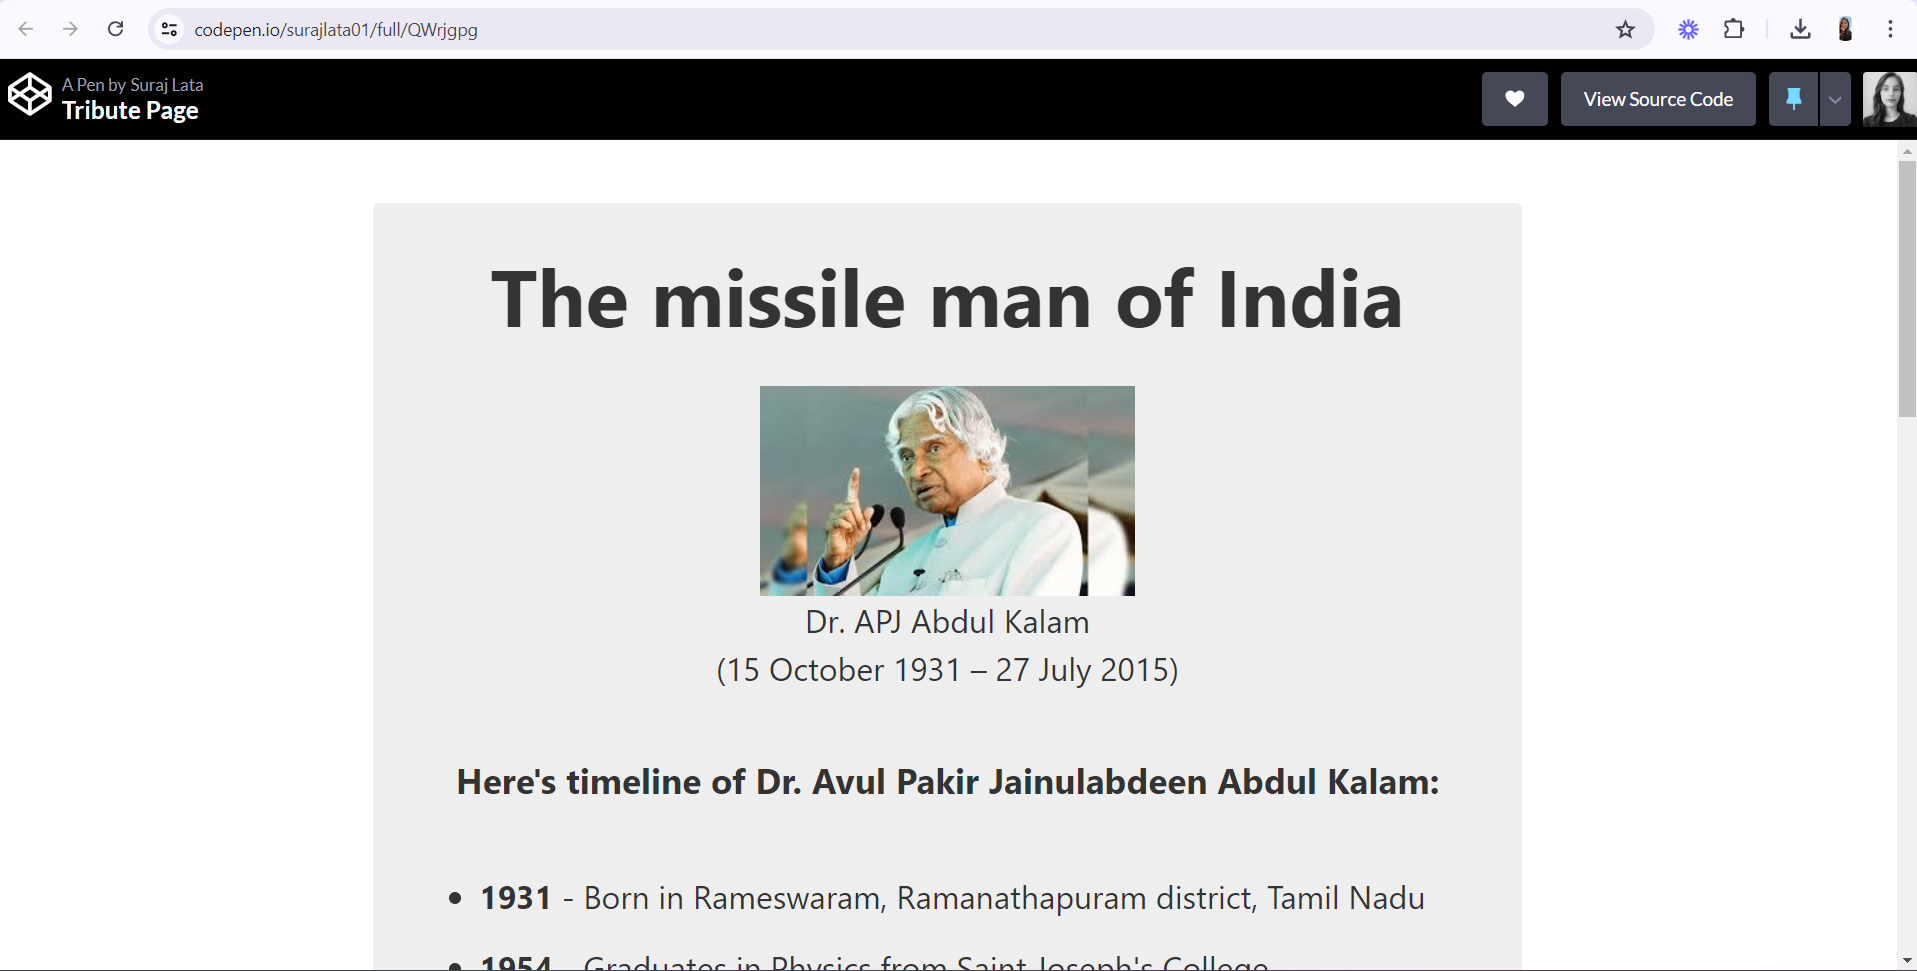 codepen.io/surajlata01/full/QWrjgpg
A Pen by Suraj Lata
Tribute Page
View Source Code
The missile man of India
Dr. APJ Abdul Kalam
(15 October 1931 – 27 July 2015)
Here's timeline of Dr. Avul Pakir Jainulabdeen Abdul Kalam:
• 1931 - Born in Rameswaram, Ramanathapuram district, Tamil Nadu
• 1954 - Graduates in Physics from Saint Joseph's College